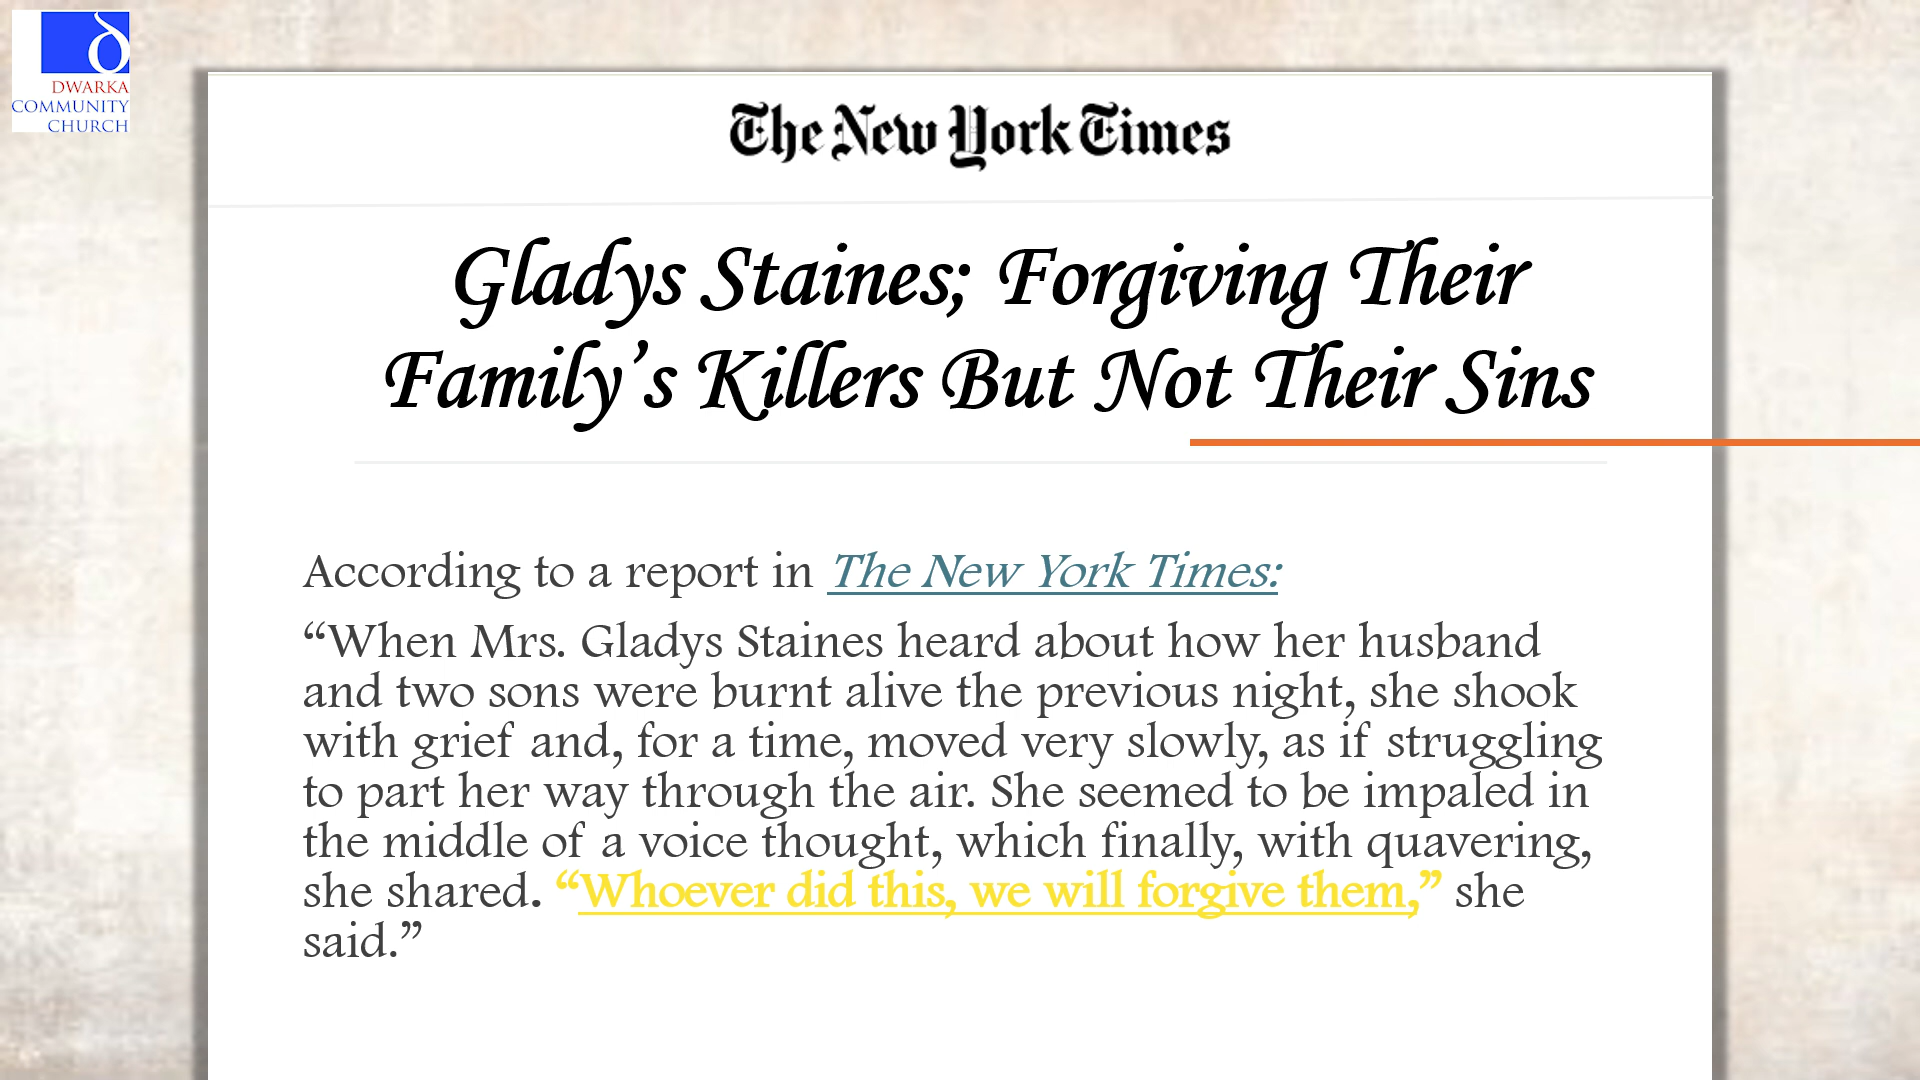 DWARKA
COMMUNITY
CHURCH
The New York Times
Gladys Staines; Forgiving Their
Family’s Killers But Not Their Sins
According to a report in The New York Times:
“When Mrs. Gladys Staines heard about how her husband
and two sons were burnt alive the previous night, she shook
with grief and, for a time, moved very slowly, as if struggling
to part her way through the air. She seemed to be impaled in
the middle of a voice thought, which finally, with quavering,
she shared. “Whoever did this, we will forgive them,” she
said.”